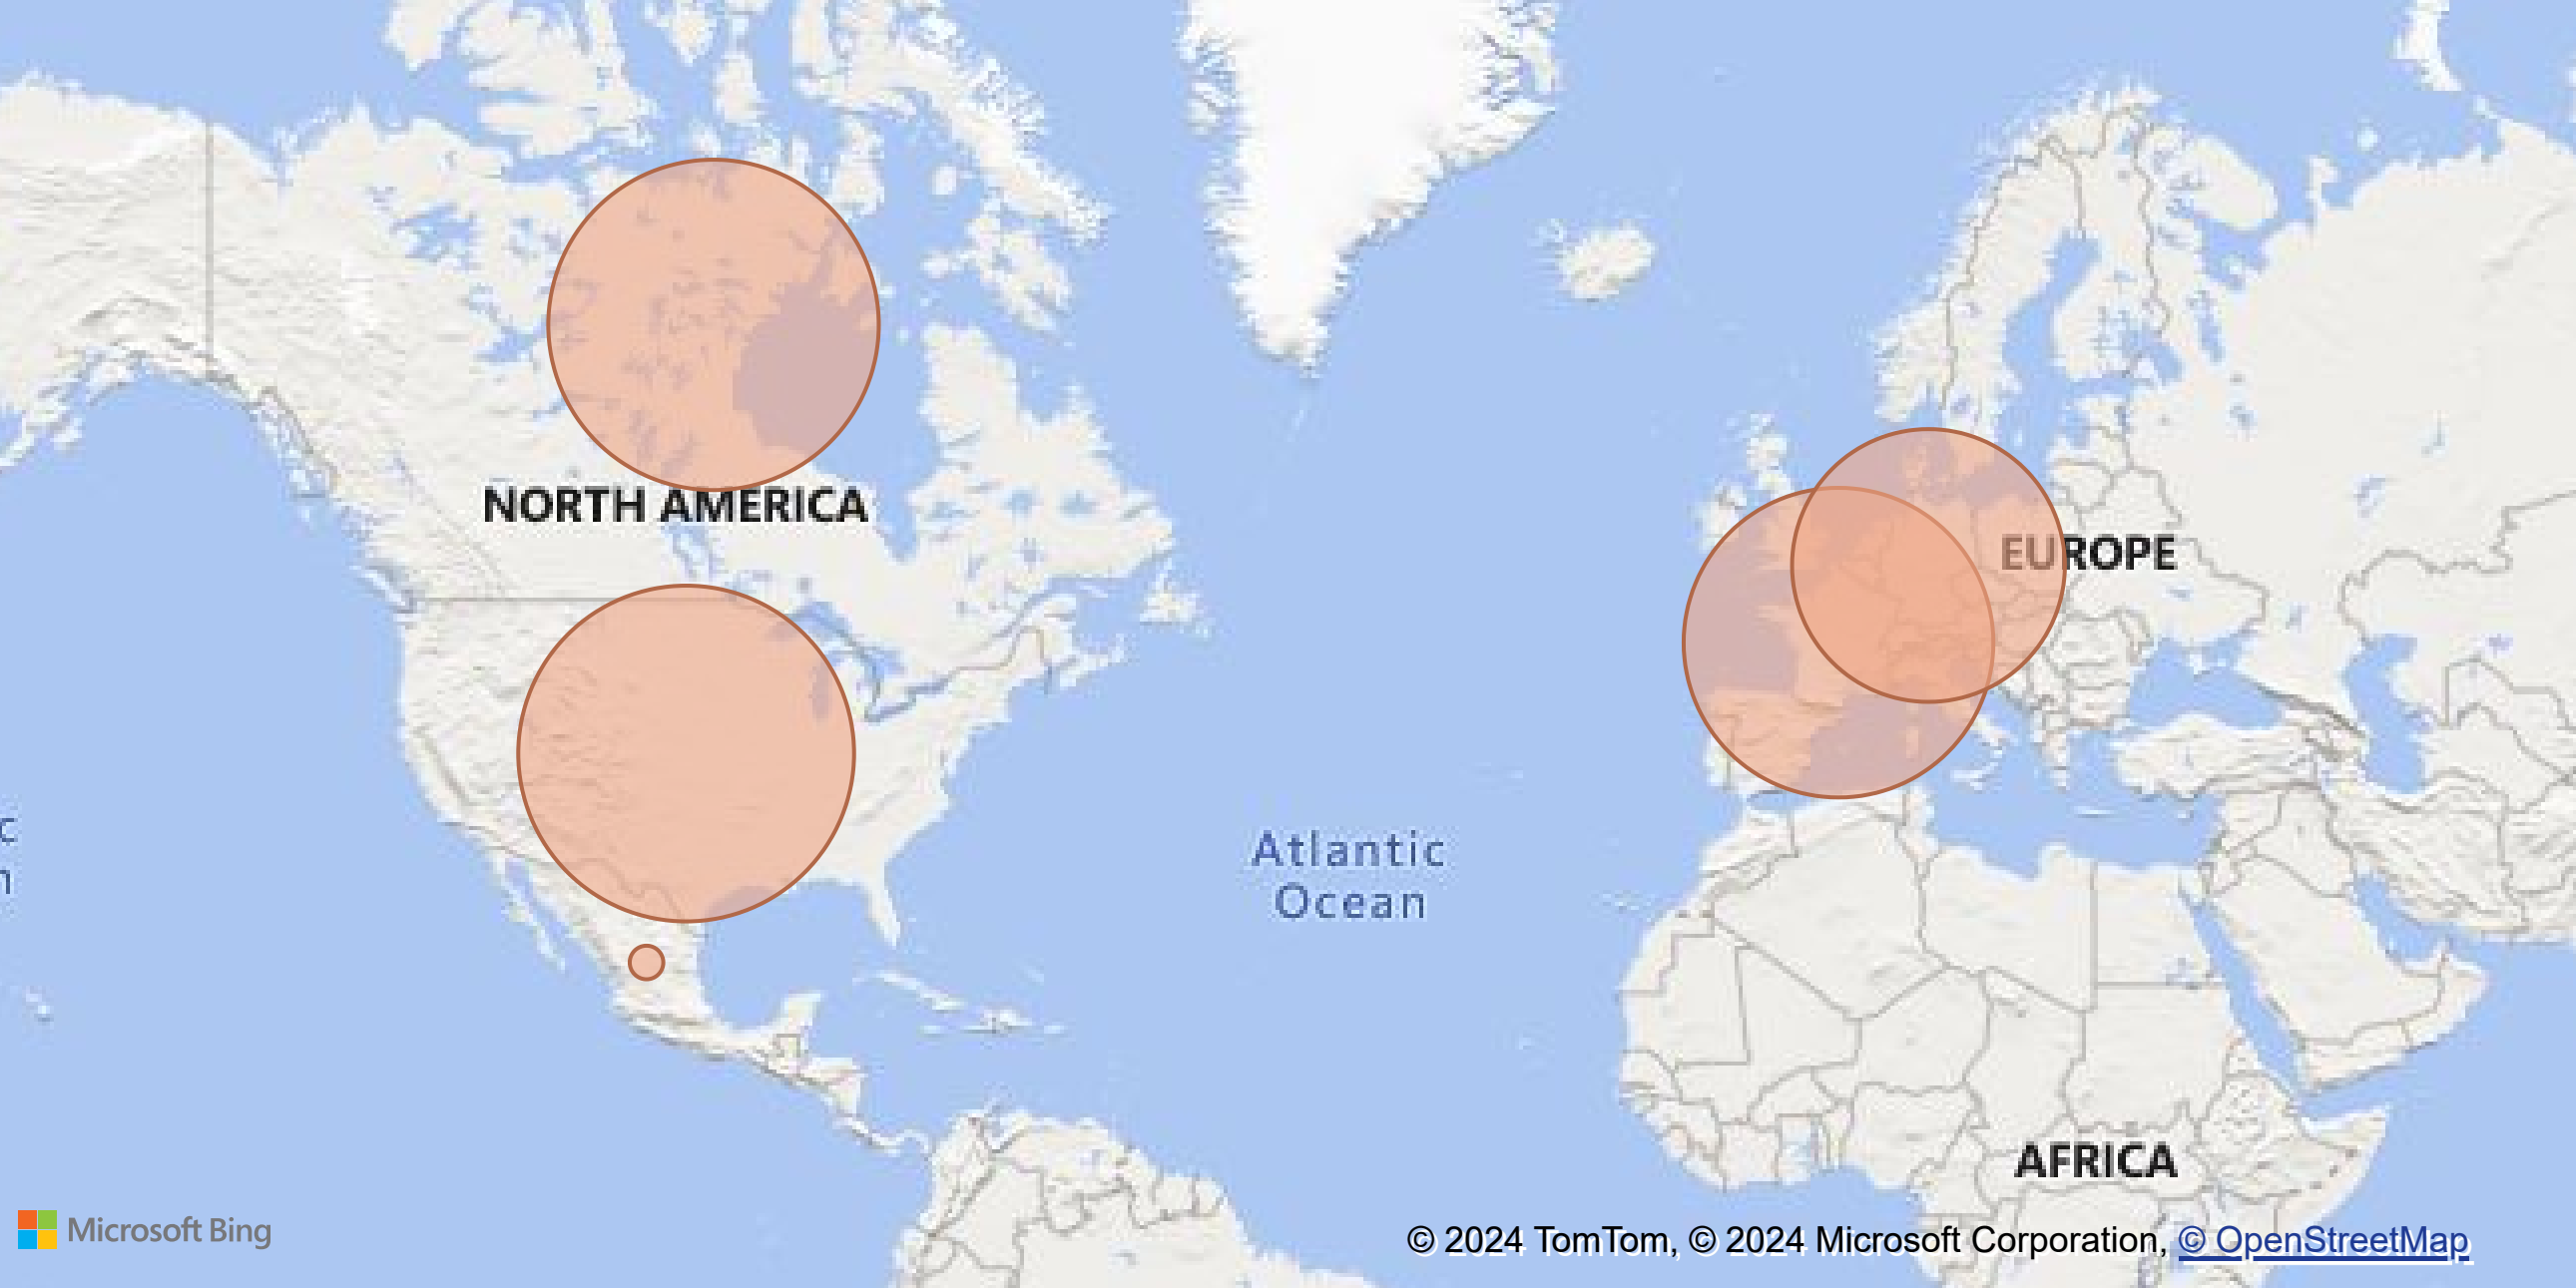 NORTH AMERICA
EUROPE
c
n
Atlantic
Ocean
AFRICA
Microsoft Bing
© 2024 TomTom, © 2024 Microsoft Corporation, © OpenStreetMap